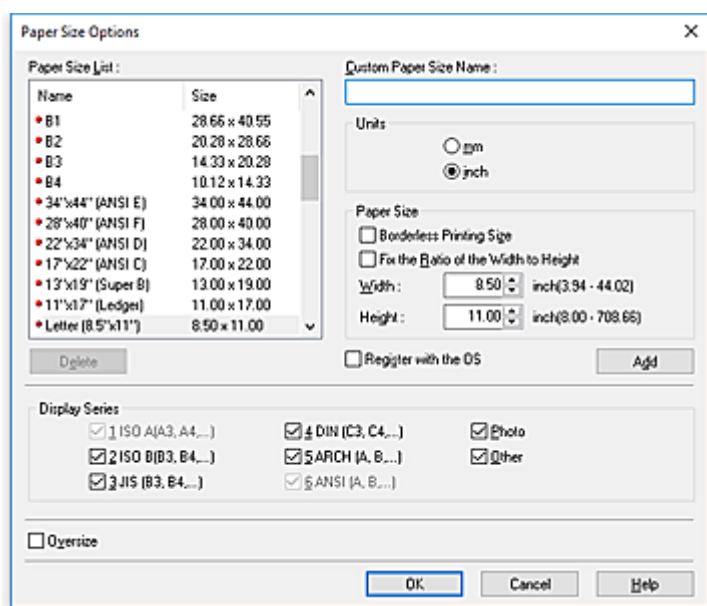 Paper Size Options
Paper Size List :
Name Size
B1 28.66 x 40.55
B2 20.28 x 28.66
B3 14.33 x 20.28
B4 10.12 x 14.33
34"x44" (ANSI E) 34.00 x 44.00
28"x40" (ANSI F) 28.00 x 40.00
22"x34" (ANSI D) 22.00 x 34.00
17"x22" (ANSI C) 17.00 x 22.00
13"x19" (Super B) 13.00 x 19.00
11"x17" (Ledger) 11.00 x 17.00
Letter (8.5"x11") 8.50 x 11.00
Delete
Custom Paper Size Name :
Units
mm
inch
Paper Size
Borderless Printing Size
Fix the Ratio of the Width to Height
Width : 8.50 inch(3.94 - 44.02)
Height : 11.00 inch(8.00 - 708.66)
Register with the OS Add
Display Series
1 ISO A(A3, A4,...) 4 DIN (C3, C4,...) Photo
2 ISO B(B3, B4,...) 5 ARCH (A, B,...) Other
3 JIS (B3, B4,...) 6 ANSI (A, B,...)
Oversize
OK Cancel Help